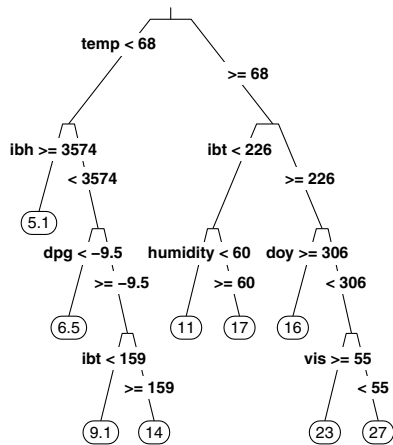 temp < 68
>= 68
ibh >= 3574
ibt < 226
< 3574
>= 226
5.1
dpg < −9.5
humidity < 60
doy >= 306
>= −9.5
>= 60
< 306
6.5
11
17
16
ibt < 159
vis >= 55
>= 159
< 55
9.1
14
23
27